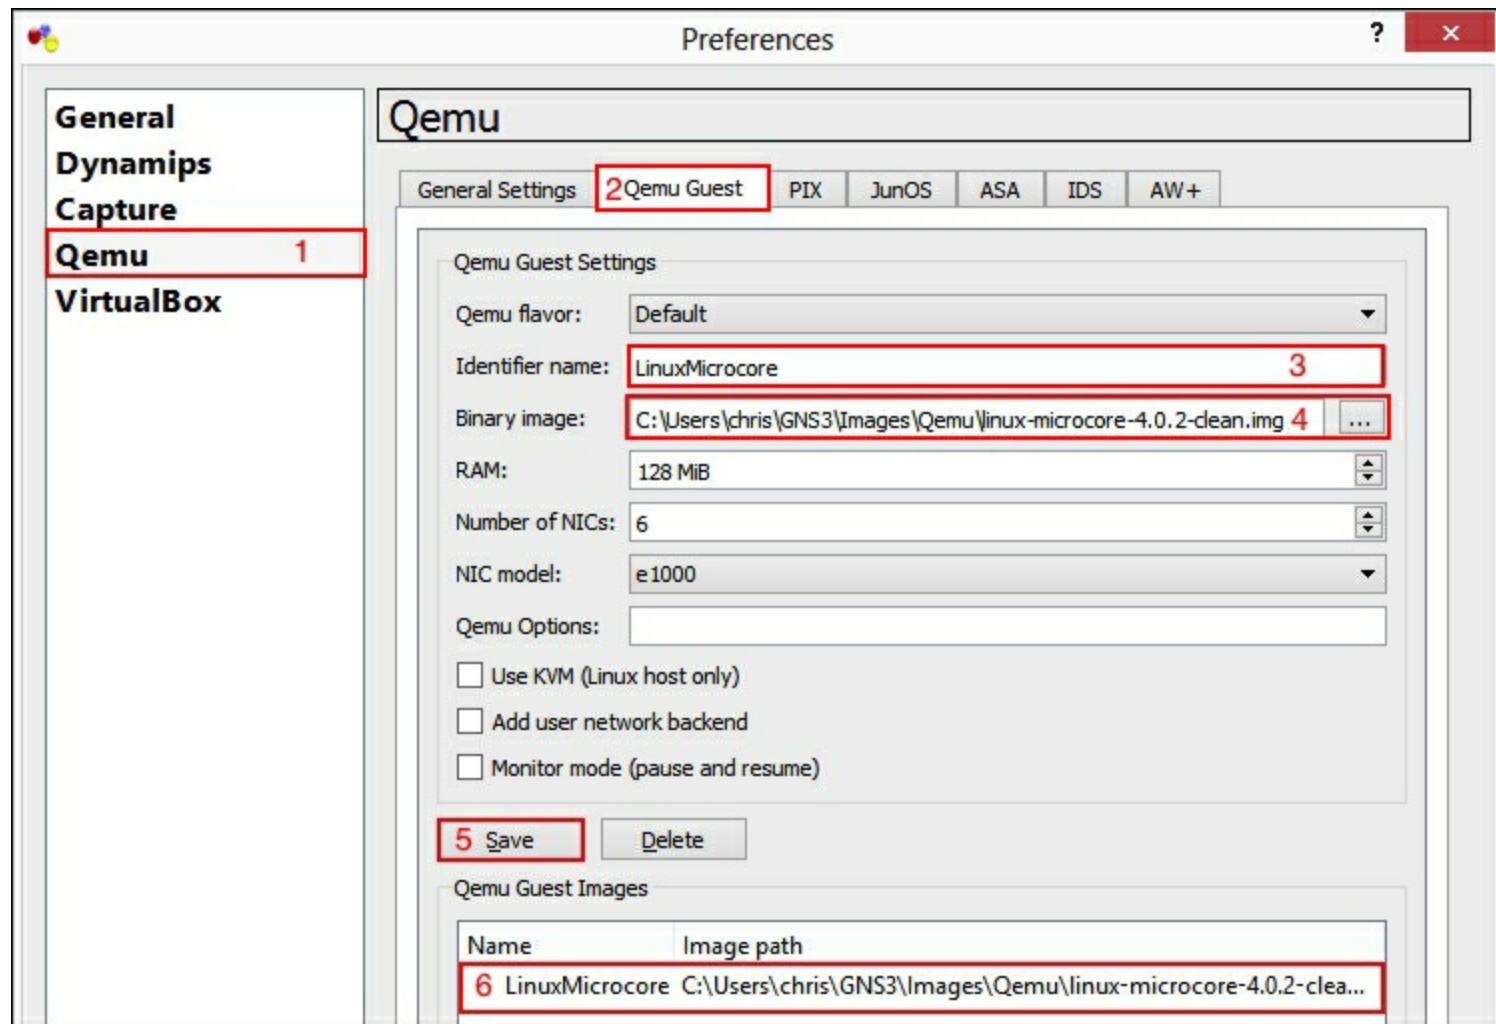 Preferences
? x
General
Dynamips
Capture
Qemu 1
VirtualBox
Qemu
General Settings 2 Qemu Guest PIX JunOS ASA IDS AW+
Qemu Guest Settings
Qemu flavor: Default
Identifier name: LinuxMicrocore 3
Binary image: C:\Users\chris\GNS3\Images\Qemu\linux-microcore-4.0.2-clean.img 4 ...
RAM: 128 MiB
Number of NICs: 6
NIC model: e1000
Qemu Options:
Use KVM (Linux host only)
Add user network backend
Monitor mode (pause and resume)
5 Save Delete
Qemu Guest Images
Name Image path
6 LinuxMicrocore C:\Users\chris\GNS3\Images\Qemu\linux-microcore-4.0.2-clea...